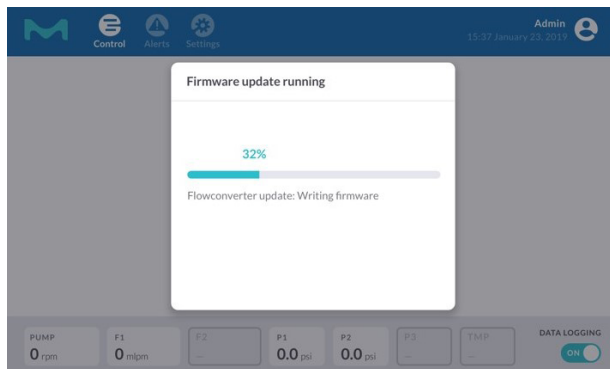 Admin
Control Alerts Settings
15:37 January 23, 2019
Firmware update running
32%
Flowconverter update: Writing firmware
PUMP F1 F2 P1 P2 P3 TMP DATA LOGGING
0 rpm 0 mlpm -- 0.0 psi 0.0 psi -- -- ON